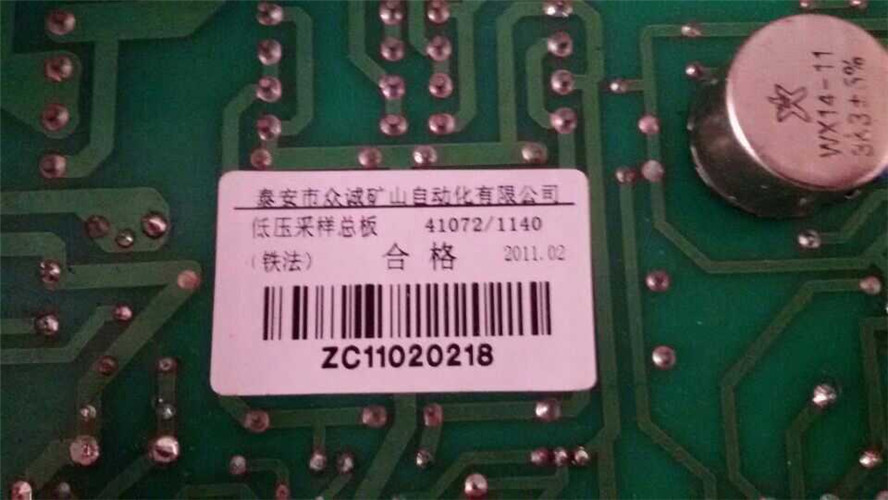 泰安市众诚矿山自动化有限公司
低压采样总板 41072/1140
（铁法） 合格 2011.02
ZC11020218
WX14-11
3K3±5%